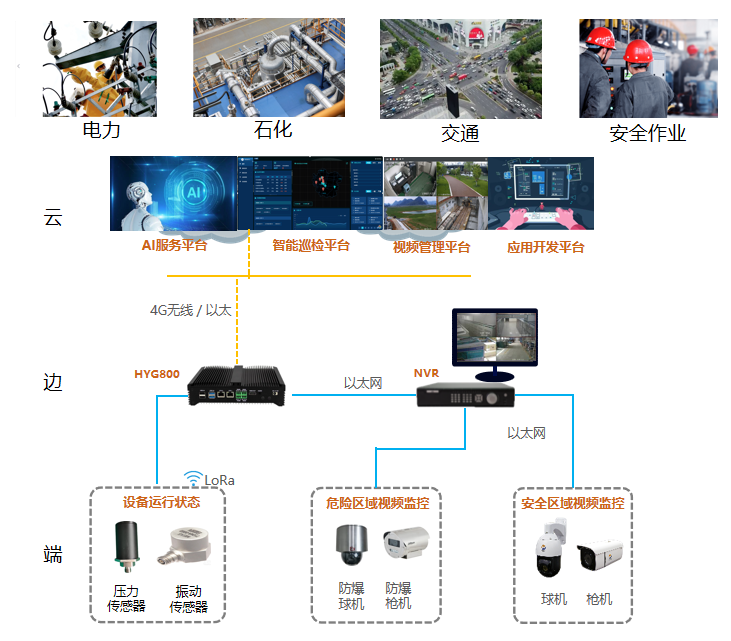 电力
石化
交通
安全作业
云
AI
AI服务平台
智能巡检平台
视频管理平台
应用开发平台
4G无线 / 以太
边
HYG800
以太网
NVR
以太网
LoRa
端
设备运行状态
压力
传感器
振动
传感器
危险区域视频监控
防爆
球机
防爆
枪机
安全区域视频监控
球机
枪机